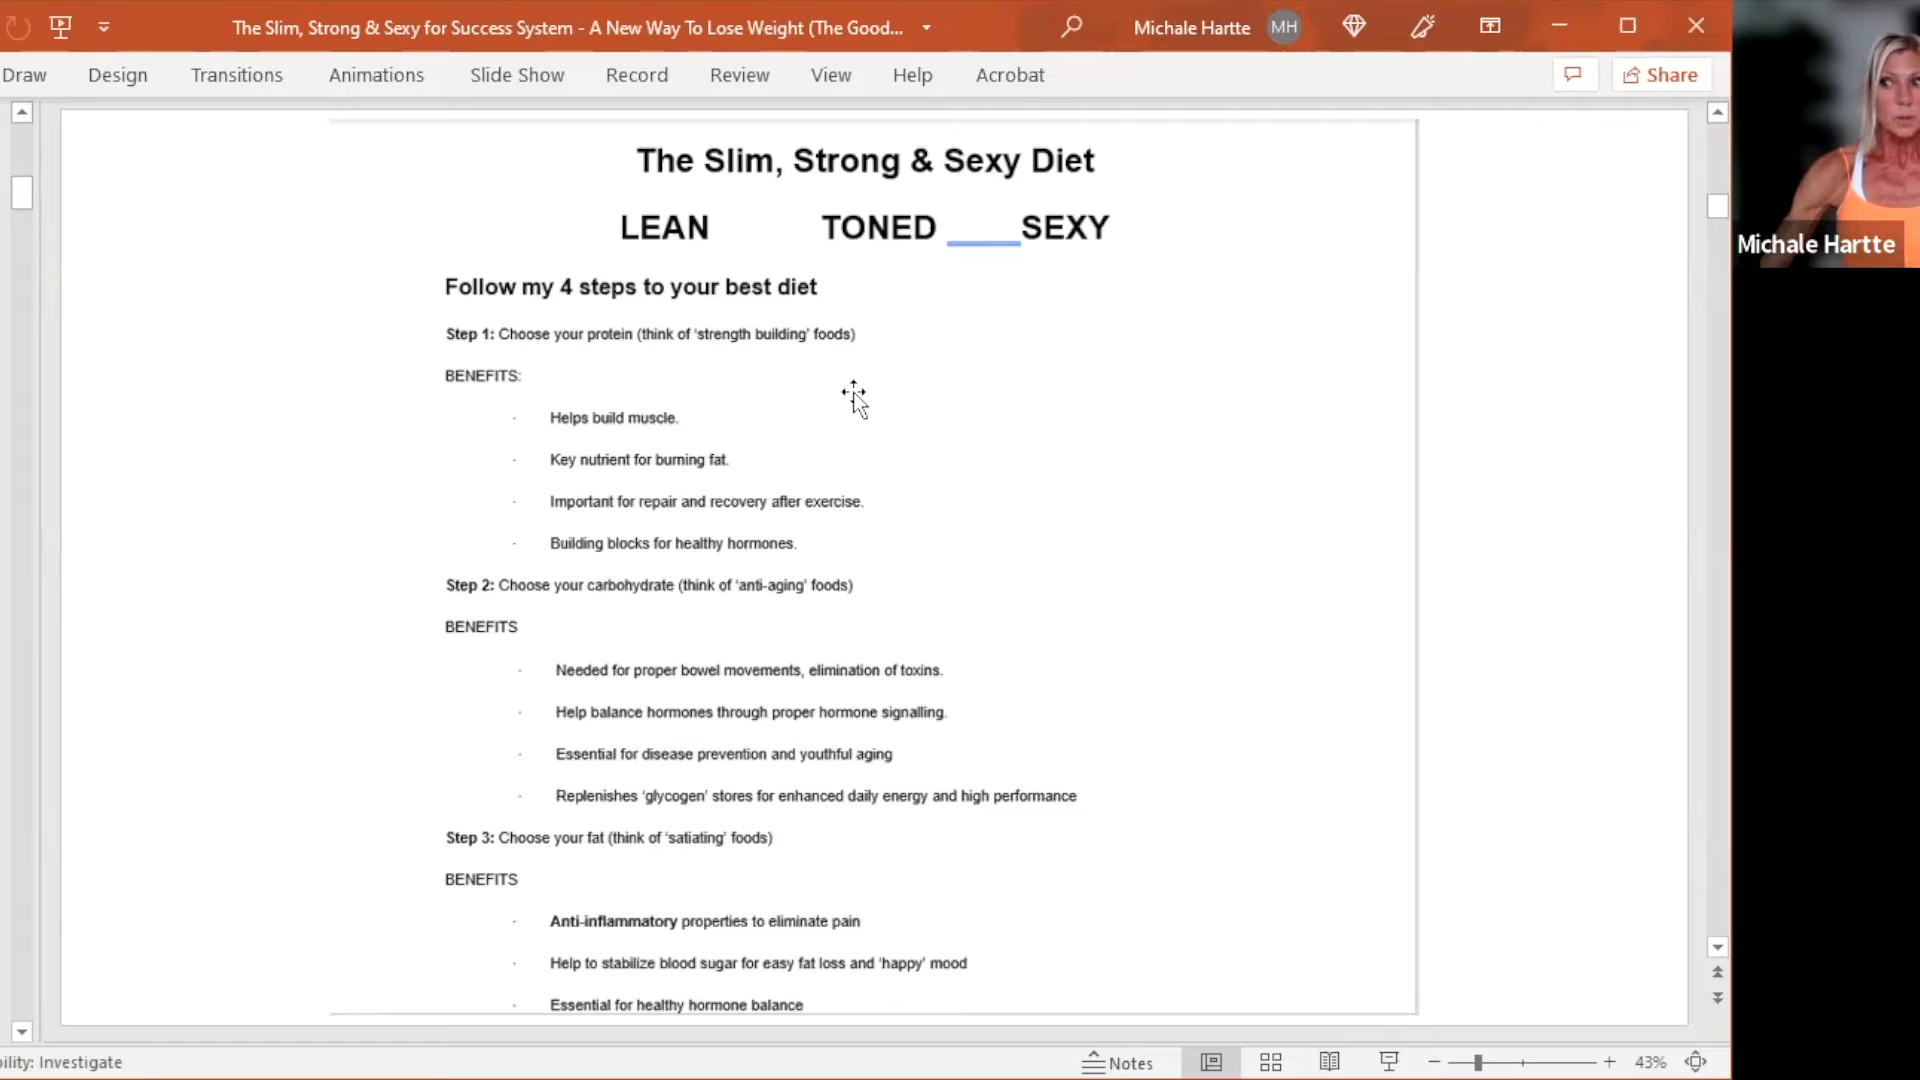 The Slim, Strong & Sexy for Success System - A New Way To Lose Weight (The Good...
Michale Hartte
MH
Draw Design Transitions Animations Slide Show Record Review View Help Acrobat
Share
The Slim, Strong & Sexy Diet
LEAN TONED ____SEXY
Follow my 4 steps to your best diet
Step 1: Choose your protein (think of ‘strength building’ foods)
BENEFITS:
· Helps build muscle.
· Key nutrient for burning fat.
· Important for repair and recovery after exercise.
· Building blocks for healthy hormones.
Step 2: Choose your carbohydrate (think of ‘anti-aging’ foods)
BENEFITS
· Needed for proper bowel movements, elimination of toxins.
· Help balance hormones through proper hormone signalling.
· Essential for disease prevention and youthful aging
· Replenishes ‘glycogen’ stores for enhanced daily energy and high performance
Step 3: Choose your fat (think of ‘satiating’ foods)
BENEFITS
· Anti-inflammatory properties to eliminate pain
· Help to stabilize blood sugar for easy fat loss and ‘happy’ mood
· Essential for healthy hormone balance
Michale Hartte
bility: Investigate
Notes
43%